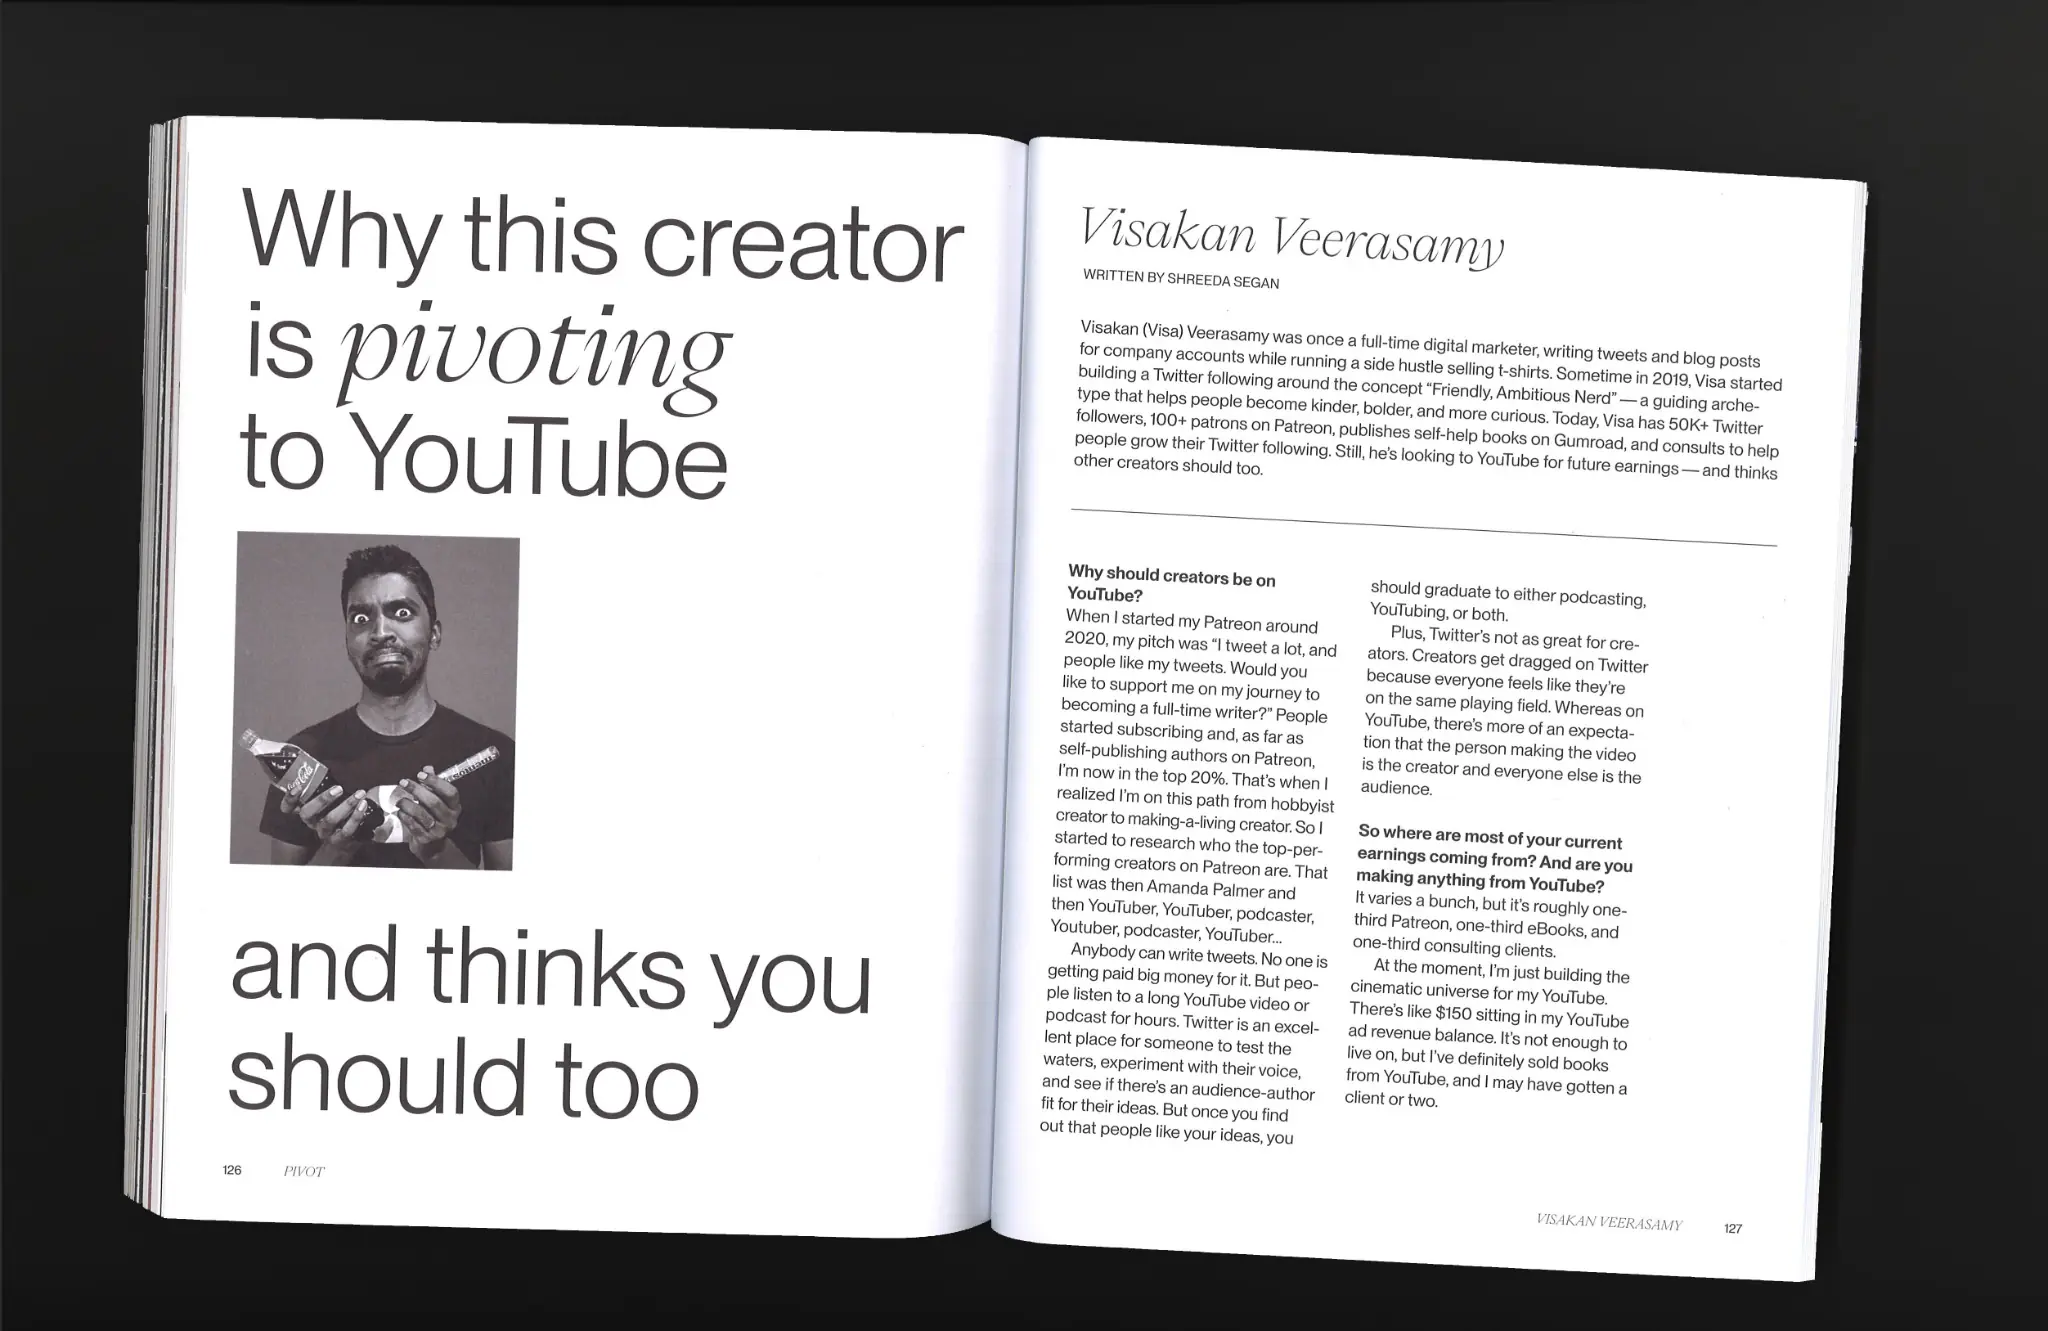 Why this creator
is pivoting
to YouTube
Coca-Cola
and thinks you
should too
126
PIVOT
Visakan Veerasamy
WRITTEN BY SHREEDA SEGAN
Visakan (Visa) Veerasamy was once a full-time digital marketer, writing tweets and blog posts
for company accounts while running a side hustle selling t-shirts. Sometime in 2019, Visa started
building a Twitter following around the concept “Friendly, Ambitious Nerd” — a guiding arche-
type that helps people become kinder, bolder, and more curious. Today, Visa has 50K+ Twitter
followers, 100+ patrons on Patreon, publishes self-help books on Gumroad, and consults to help
people grow their Twitter following. Still, he’s looking to YouTube for future earnings — and thinks
other creators should too.
Why should creators be on
YouTube?
When I started my Patreon around
2020, my pitch was “I tweet a lot, and
people like my tweets. Would you
like to support me on my journey to
becoming a full-time writer?” People
started subscribing and, as far as
self-publishing authors on Patreon,
I’m now in the top 20%. That’s when I
realized I’m on this path from hobbyist
creator to making-a-living creator. So I
started to research who the top-per-
forming creators on Patreon are. That
list was then Amanda Palmer and
then YouTuber, YouTuber, podcaster,
Youtuber, podcaster, YouTuber...
Anybody can write tweets. No one is
getting paid big money for it. But peo-
ple listen to a long YouTube video or
podcast for hours. Twitter is an excel-
lent place for someone to test the
waters, experiment with their voice,
and see if there’s an audience-author
fit for their ideas. But once you find
out that people like your ideas, you
should graduate to either podcasting,
YouTubing, or both.
Plus, Twitter’s not as great for cre-
ators. Creators get dragged on Twitter
because everyone feels like they’re
on the same playing field. Whereas on
YouTube, there’s more of an expecta-
tion that the person making the video
is the creator and everyone else is the
audience.
So where are most of your current
earnings coming from? And are you
making anything from YouTube?
It varies a bunch, but it’s roughly one-
third Patreon, one-third eBooks, and
one-third consulting clients.
At the moment, I’m just building the
cinematic universe for my YouTube.
There’s like $150 sitting in my YouTube
ad revenue balance. It’s not enough to
live on, but I’ve definitely sold books
from YouTube, and I may have gotten a
client or two.
VISAKAN VEERASAMY
127